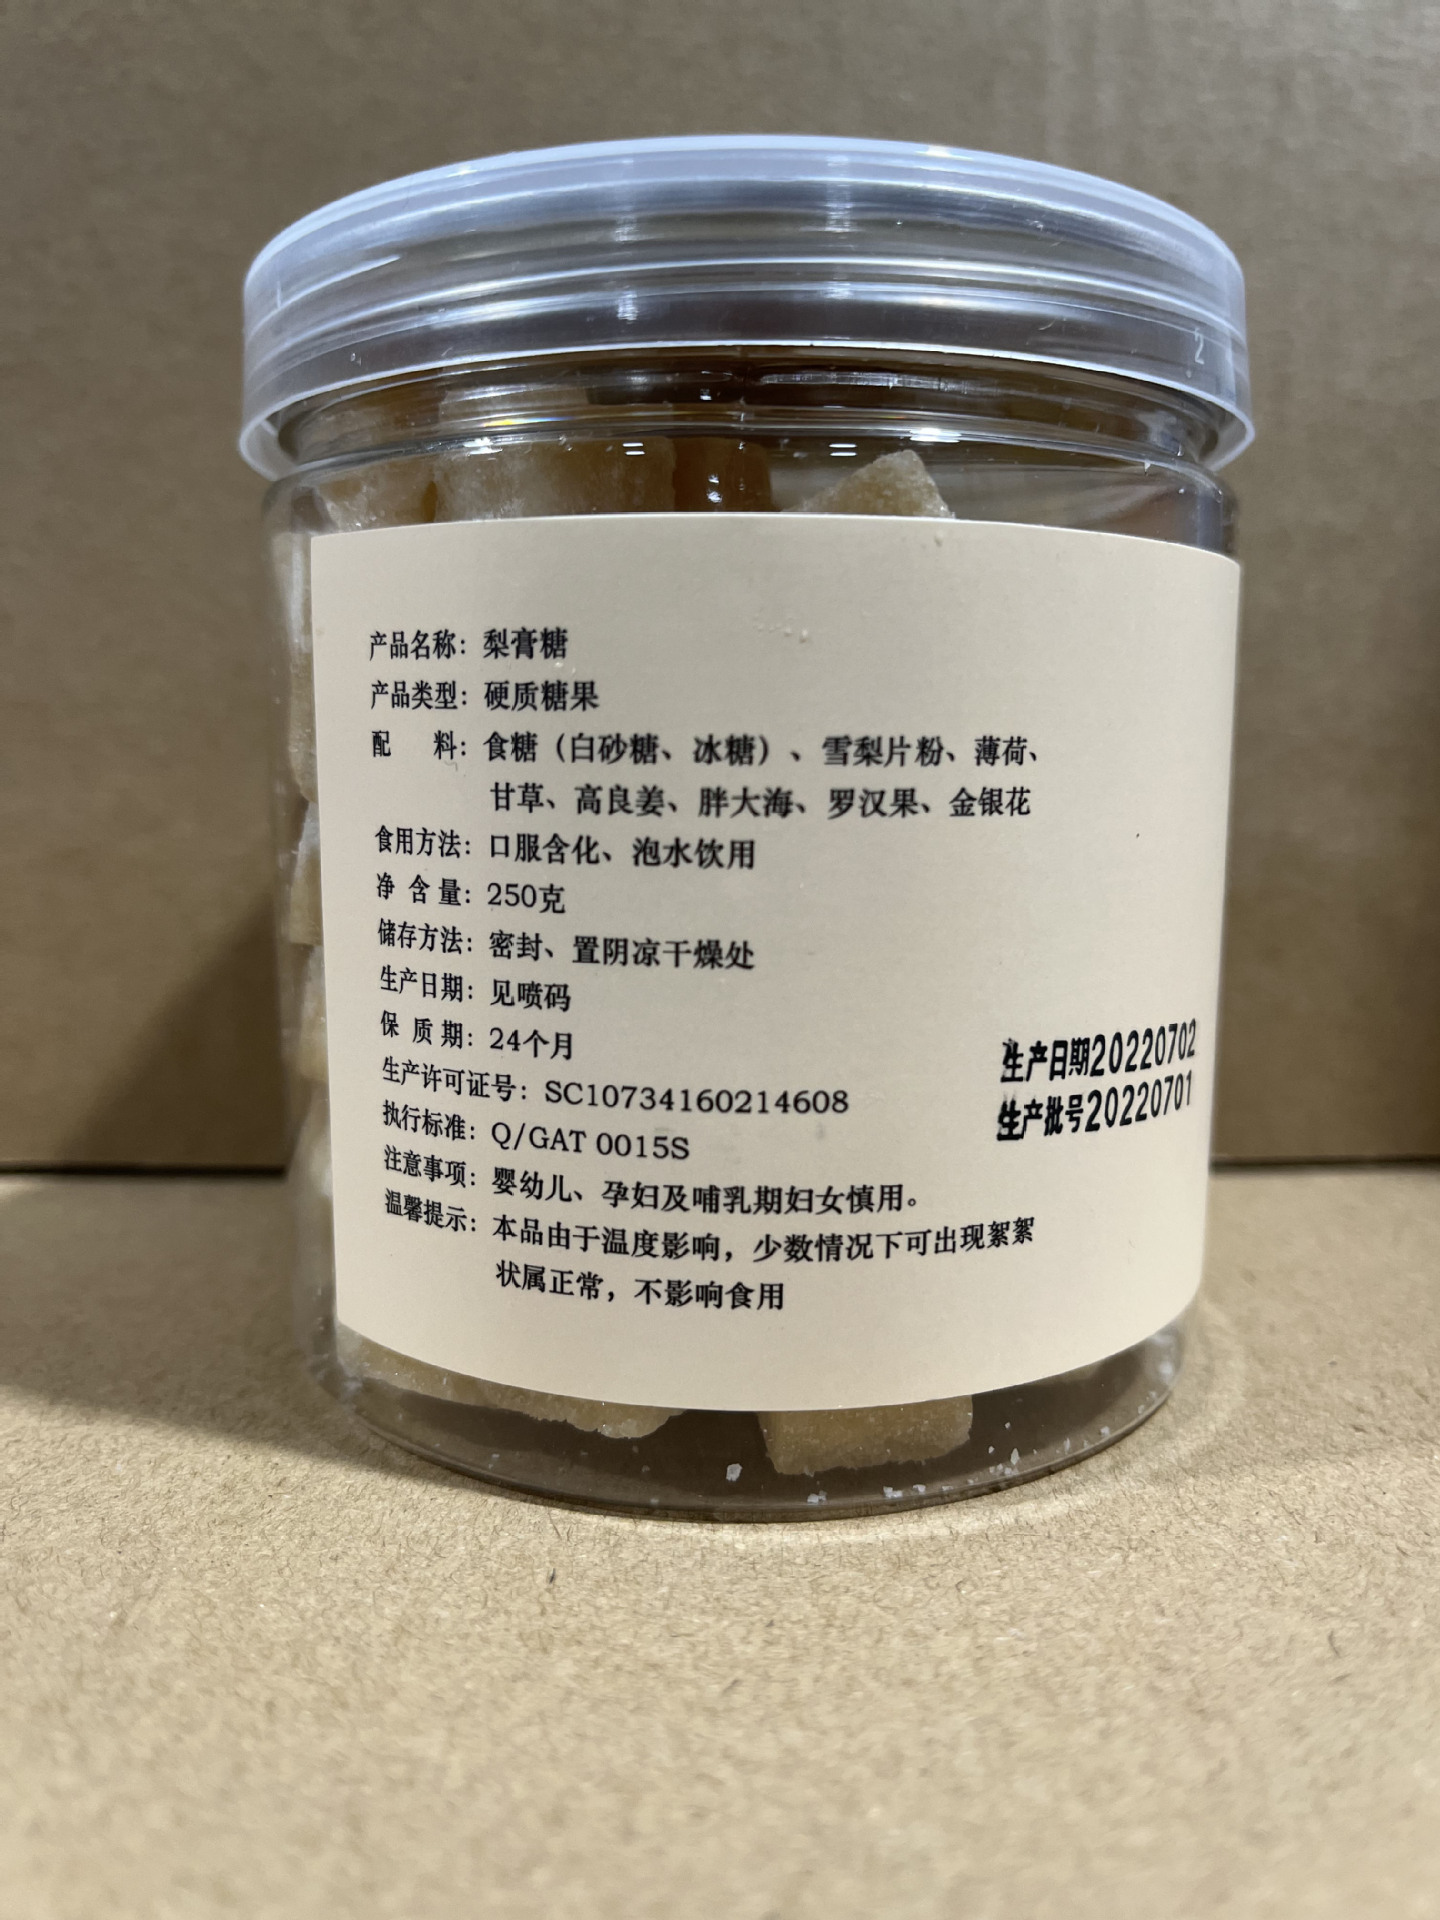 2
产品名称：梨膏糖
产品类型：硬质糖果
配　料：食糖（白砂糖、冰糖）、雪梨片粉、薄荷、
甘草、高良姜、胖大海、罗汉果、金银花
食用方法：口服含化、泡水饮用
净含量：250克
储存方法：密封、置阴凉干燥处
生产日期：见喷码
保质期：24个月
生产许可证号：SC10734160214608
执行标准：Q/GAT 0015S
注意事项：婴幼儿、孕妇及哺乳期妇女慎用。
温馨提示：本品由于温度影响，少数情况下可出现絮絮
状属正常，不影响食用
生产日期20220702
生产批号20220701